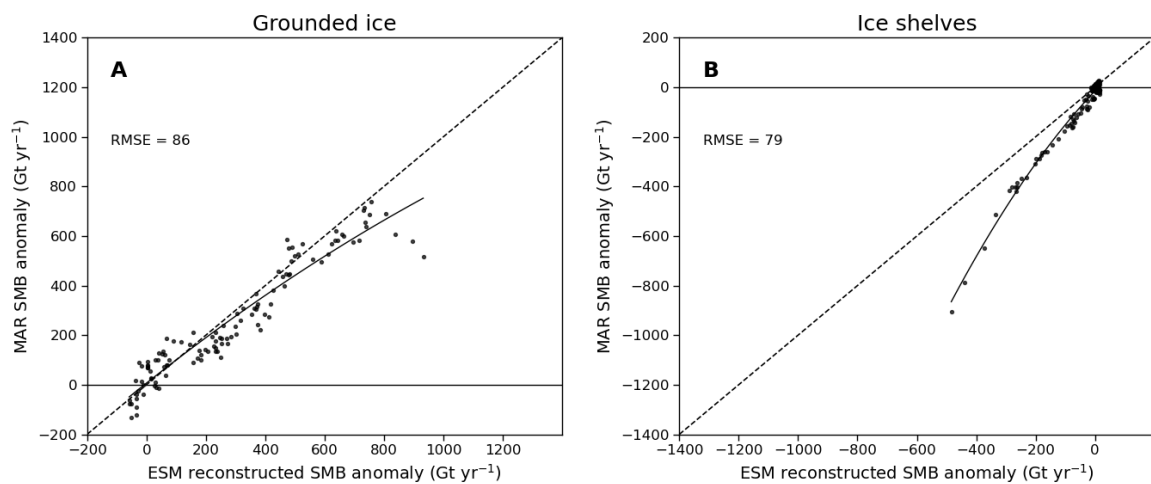 Grounded ice
A
RMSE = 86
1400
1200
1000
800
600
400
200
0
−200
−200 0 200 400 600 800 1000 1200
MAR SMB anomaly (Gt yr⁻¹)
ESM reconstructed SMB anomaly (Gt yr⁻¹)
Ice shelves
B
RMSE = 79
200
0
−200
−400
−600
−800
−1000
−1200
−1400
−1400 −1200 −1000 −800 −600 −400 −200 0
MAR SMB anomaly (Gt yr⁻¹)
ESM reconstructed SMB anomaly (Gt yr⁻¹)